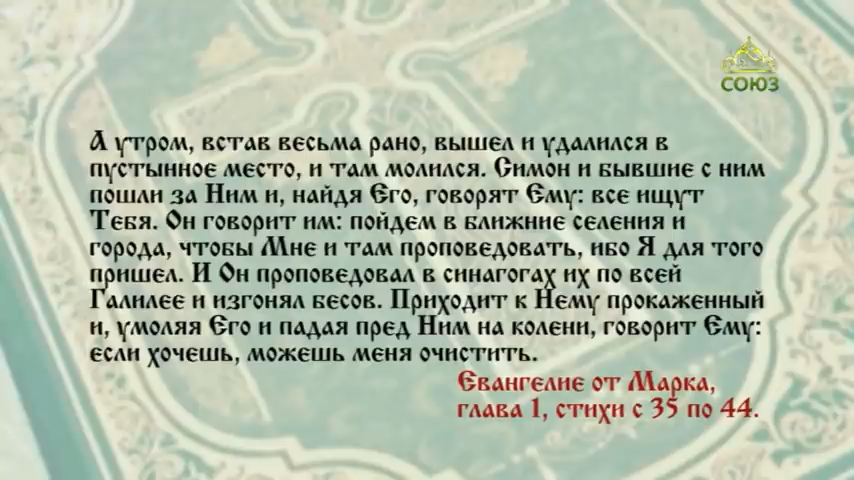 СОЮЗ
А утром, встав весьма рано, вышел и удалился в
пустынное место, и там молился. Симон и бывшие с ним
пошли за Ним и, найдя Его, говорят Ему: все ищут
Тебя. Он говорит им: пойдем в ближние селения и
города, чтобы Мне и там проповедовать, ибо Я для того
пришел. И Он проповедовал в синагогах их по всей
Галилее и изгонял бесов. Приходит к Нему прокаженный
и, умоляя Его и падая пред Ним на колени, говорит Ему:
если хочешь, можешь меня очистить.
Евангелие от Марка,
глава 1, стихи с 35 по 44.